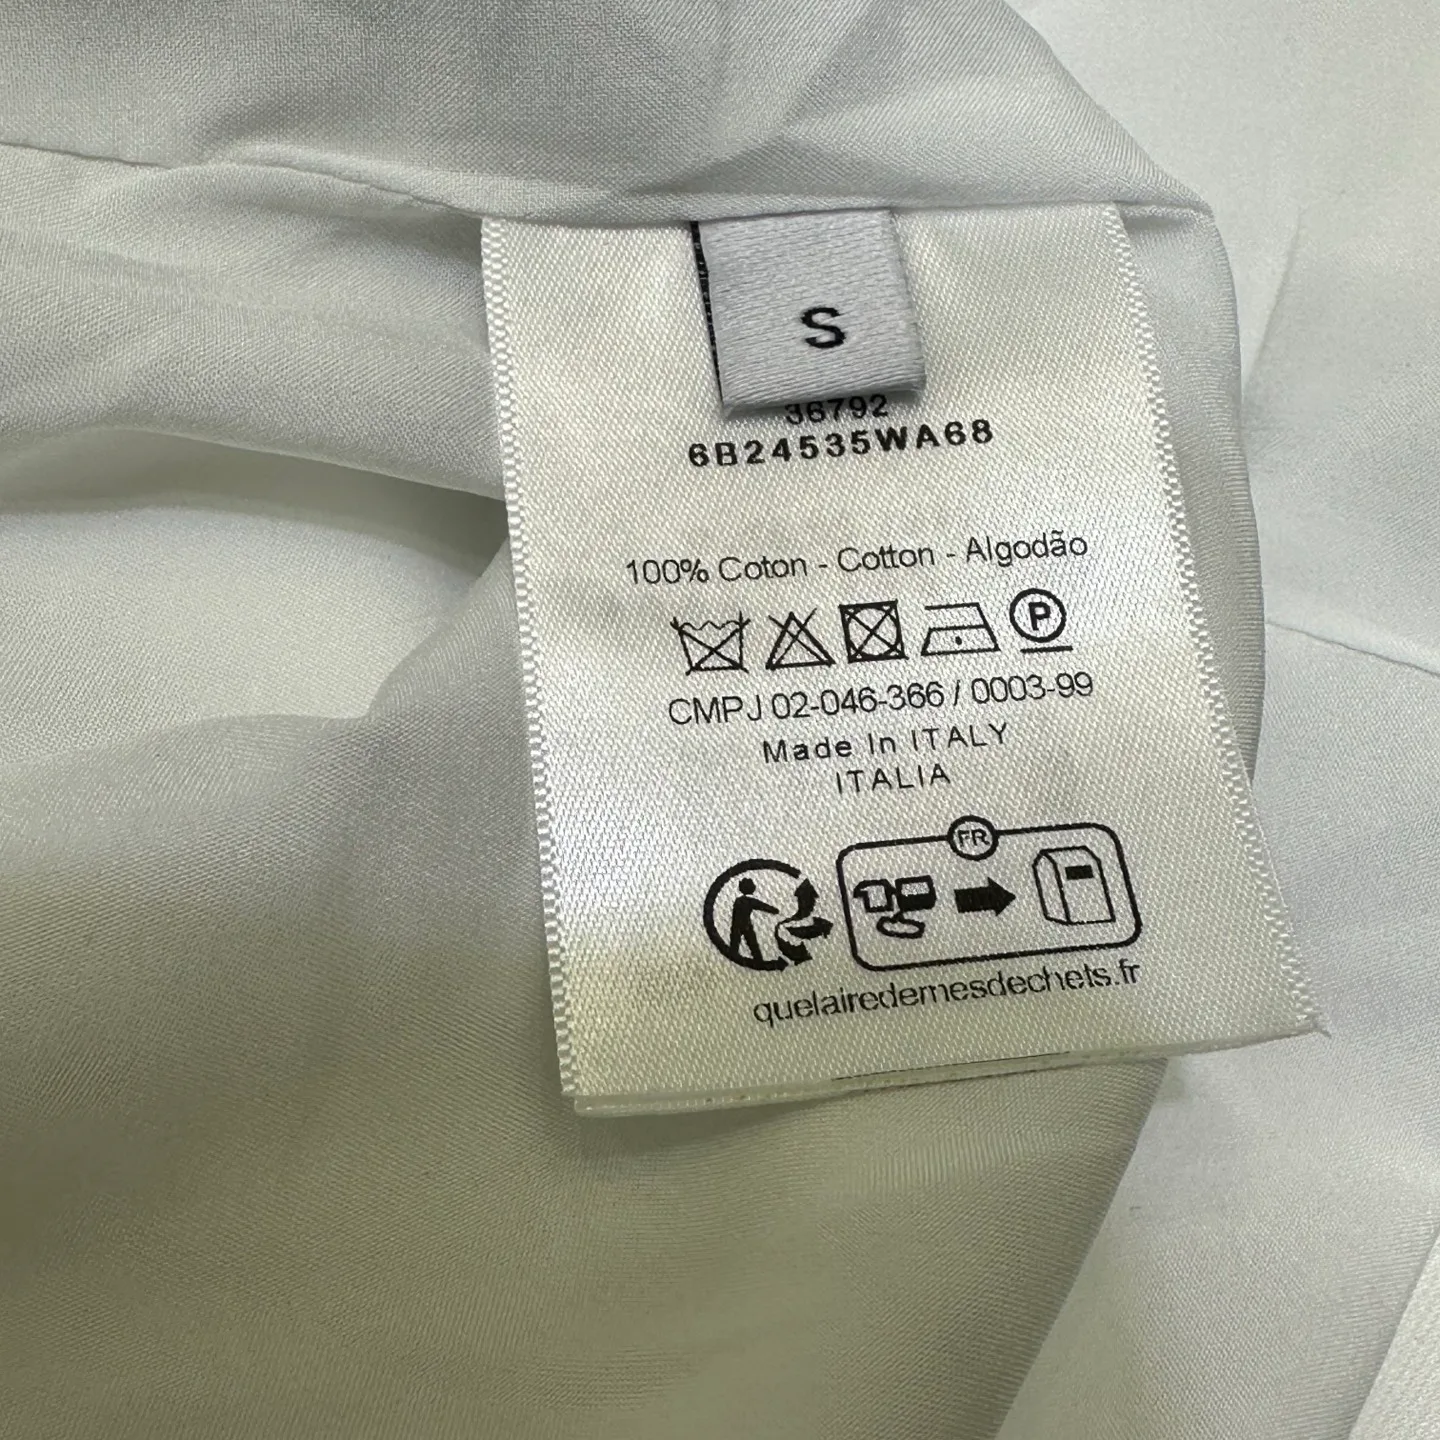 S
36792
6B24535WA68
100% Coton - Cotton - Algodão
P
CMPJ 02-046-366 / 0003-99
Made In ITALY
ITALIA
FR
quelairedemesdechets.fr